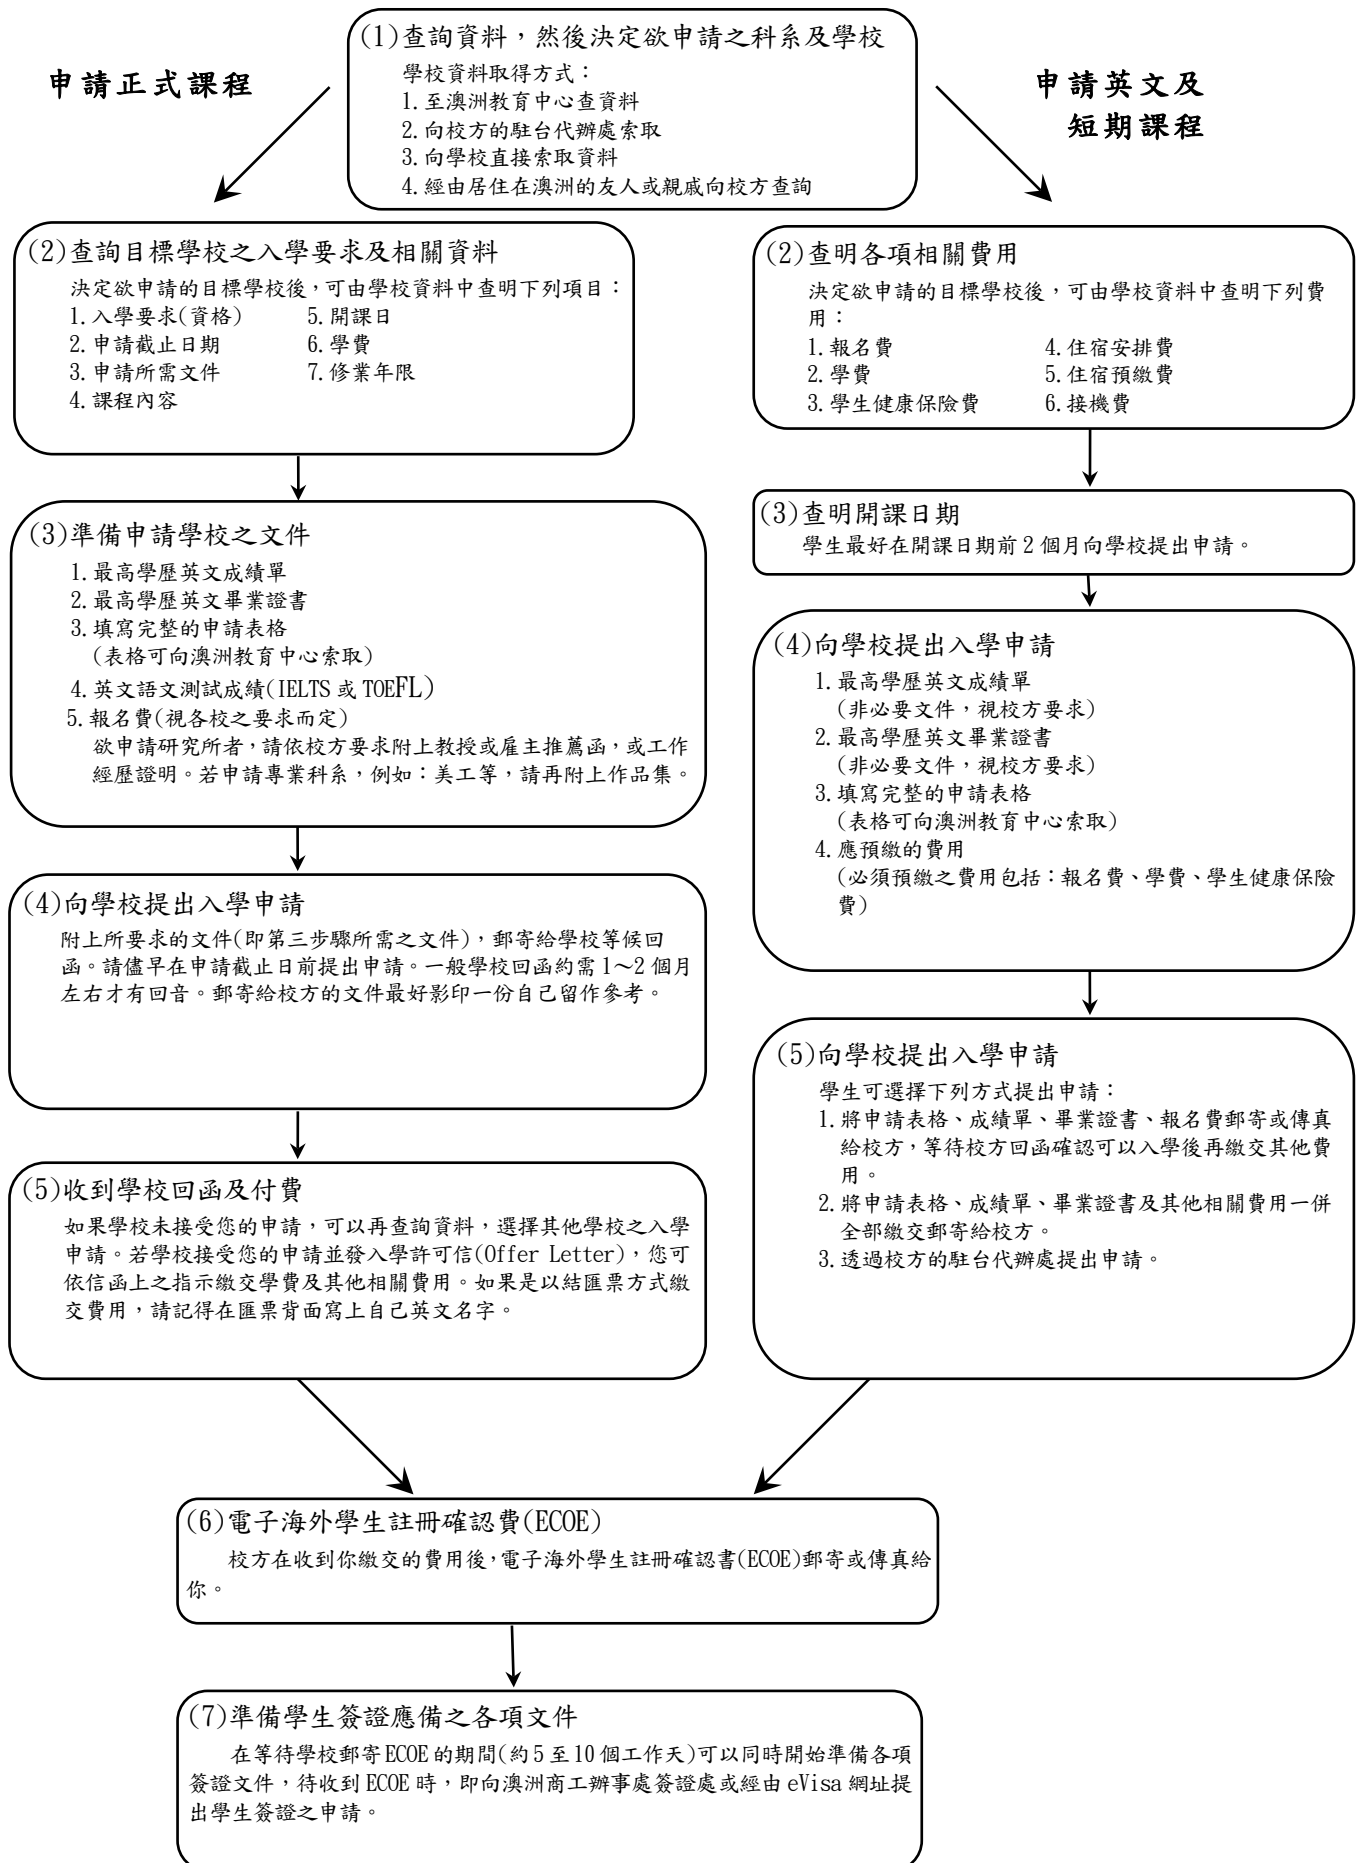 (1)查詢資料，然後決定欲申請之科系及學校
學校資料取得方式：
1.至澳洲教育中心查資料
2.向校方的駐台代辦處索取
3.向學校直接索取資料
4.經由居住在澳洲的友人或親戚向校方查詢
申請正式課程
(2)查詢目標學校之入學要求及相關資料
決定欲申請的目標學校後，可由學校資料中查明下列項目：
1.入學要求(資格) 5.開課日
2.申請截止日期 6.學費
3.申請所需文件 7.修業年限
4.課程內容
(3)準備申請學校之文件
1.最高學歷英文成績單
2.最高學歷英文畢業證書
3.填寫完整的申請表格
(表格可向澳洲教育中心索取)
4.英文語文測試成績(IELTS 或 TOEFL)
5.報名費(視各校之要求而定)
欲申請研究所者，請依校方要求附上教授或雇主推薦函，或工作
經歷證明。若申請專業科系，例如：美工等，請再附上作品集。
(4)向學校提出入學申請
附上所要求的文件(即第三步驟所需之文件)，郵寄給學校等候回
函。請儘早在申請截止日前提出申請。一般學校回函約需 1～2 個月
左右才有回音。郵寄給校方的文件最好影印一份自己留作參考。
(5)收到學校回函及付費
如果學校未接受您的申請，可以再查詢資料，選擇其他學校之入學
申請。若學校接受您的申請並發入學許可信(Offer Letter)，您可
依信函上之指示繳交學費及其他相關費用。如果是以結匯票方式繳
交費用，請記得在匯票背面寫上自己英文名字。
申請英文及
短期課程
(2)查明各項相關費用
決定欲申請的目標學校後，可由學校資料中查明下列費
用：
1.報名費 4.住宿安排費
2.學費 5.住宿預繳費
3.學生健康保險費 6.接機費
(3)查明開課日期
學生最好在開課日期前 2 個月向學校提出申請。
(4)向學校提出入學申請
1.最高學歷英文成績單
(非必要文件，視校方要求)
2.最高學歷英文畢業證書
(非必要文件，視校方要求)
3.填寫完整的申請表格
(表格可向澳洲教育中心索取)
4.應預繳的費用
(必須預繳之費用包括：報名費、學費、學生健康保險
費)
(5)向學校提出入學申請
學生可選擇下列方式提出申請：
1.將申請表格、成績單、畢業證書、報名費郵寄或傳真
給校方，等待校方回函確認可以入學後再繳交其他費
用。
2.將申請表格、成績單、畢業證書及其他相關費用一併
全部繳交郵寄給校方。
3.透過校方的駐台代辦處提出申請。
(6)電子海外學生註冊確認費(ECOE)
校方在收到你繳交的費用後，電子海外學生註冊確認書(ECOE)郵寄或傳真給
你。
(7)準備學生簽證應備之各項文件
在等待學校郵寄 ECOE 的期間(約 5 至 10 個工作天)可以同時開始準備各項
簽證文件，待收到 ECOE 時，即向澳洲商工辦事處簽證處或經由 eVisa 網址提
出學生簽證之申請。